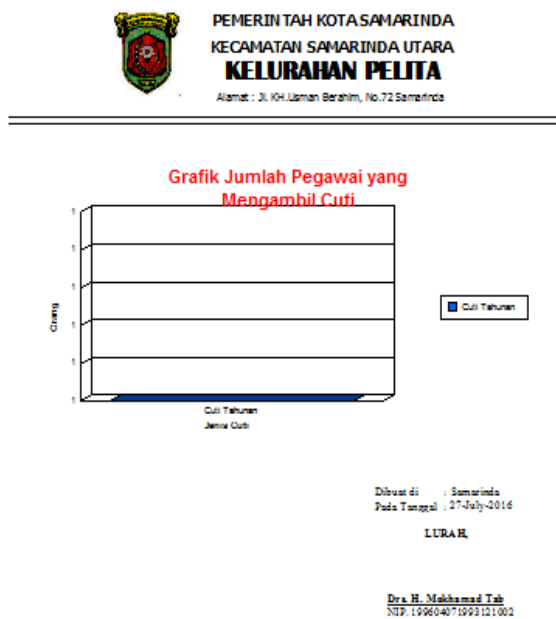 PEMERINTAH KOTA SAMARINDA
KECAMATAN SAMARINDA UTARA
KELURAHAN PELITA
Alamat : Jl. KH.Usman Berahim, No.72 Samarinda
Grafik Jumlah Pegawai yang
Mengambil Cuti
1
1
1
1
1
1
Orang
Cuti Tahunan
Jenis Cuti
Cuti Tahunan
Dibuat di : Samarinda
Pada Tanggal : 27-July-2016
LURAH,
Drs. H. Mokhamad Tab
NIP. 199604071993121002